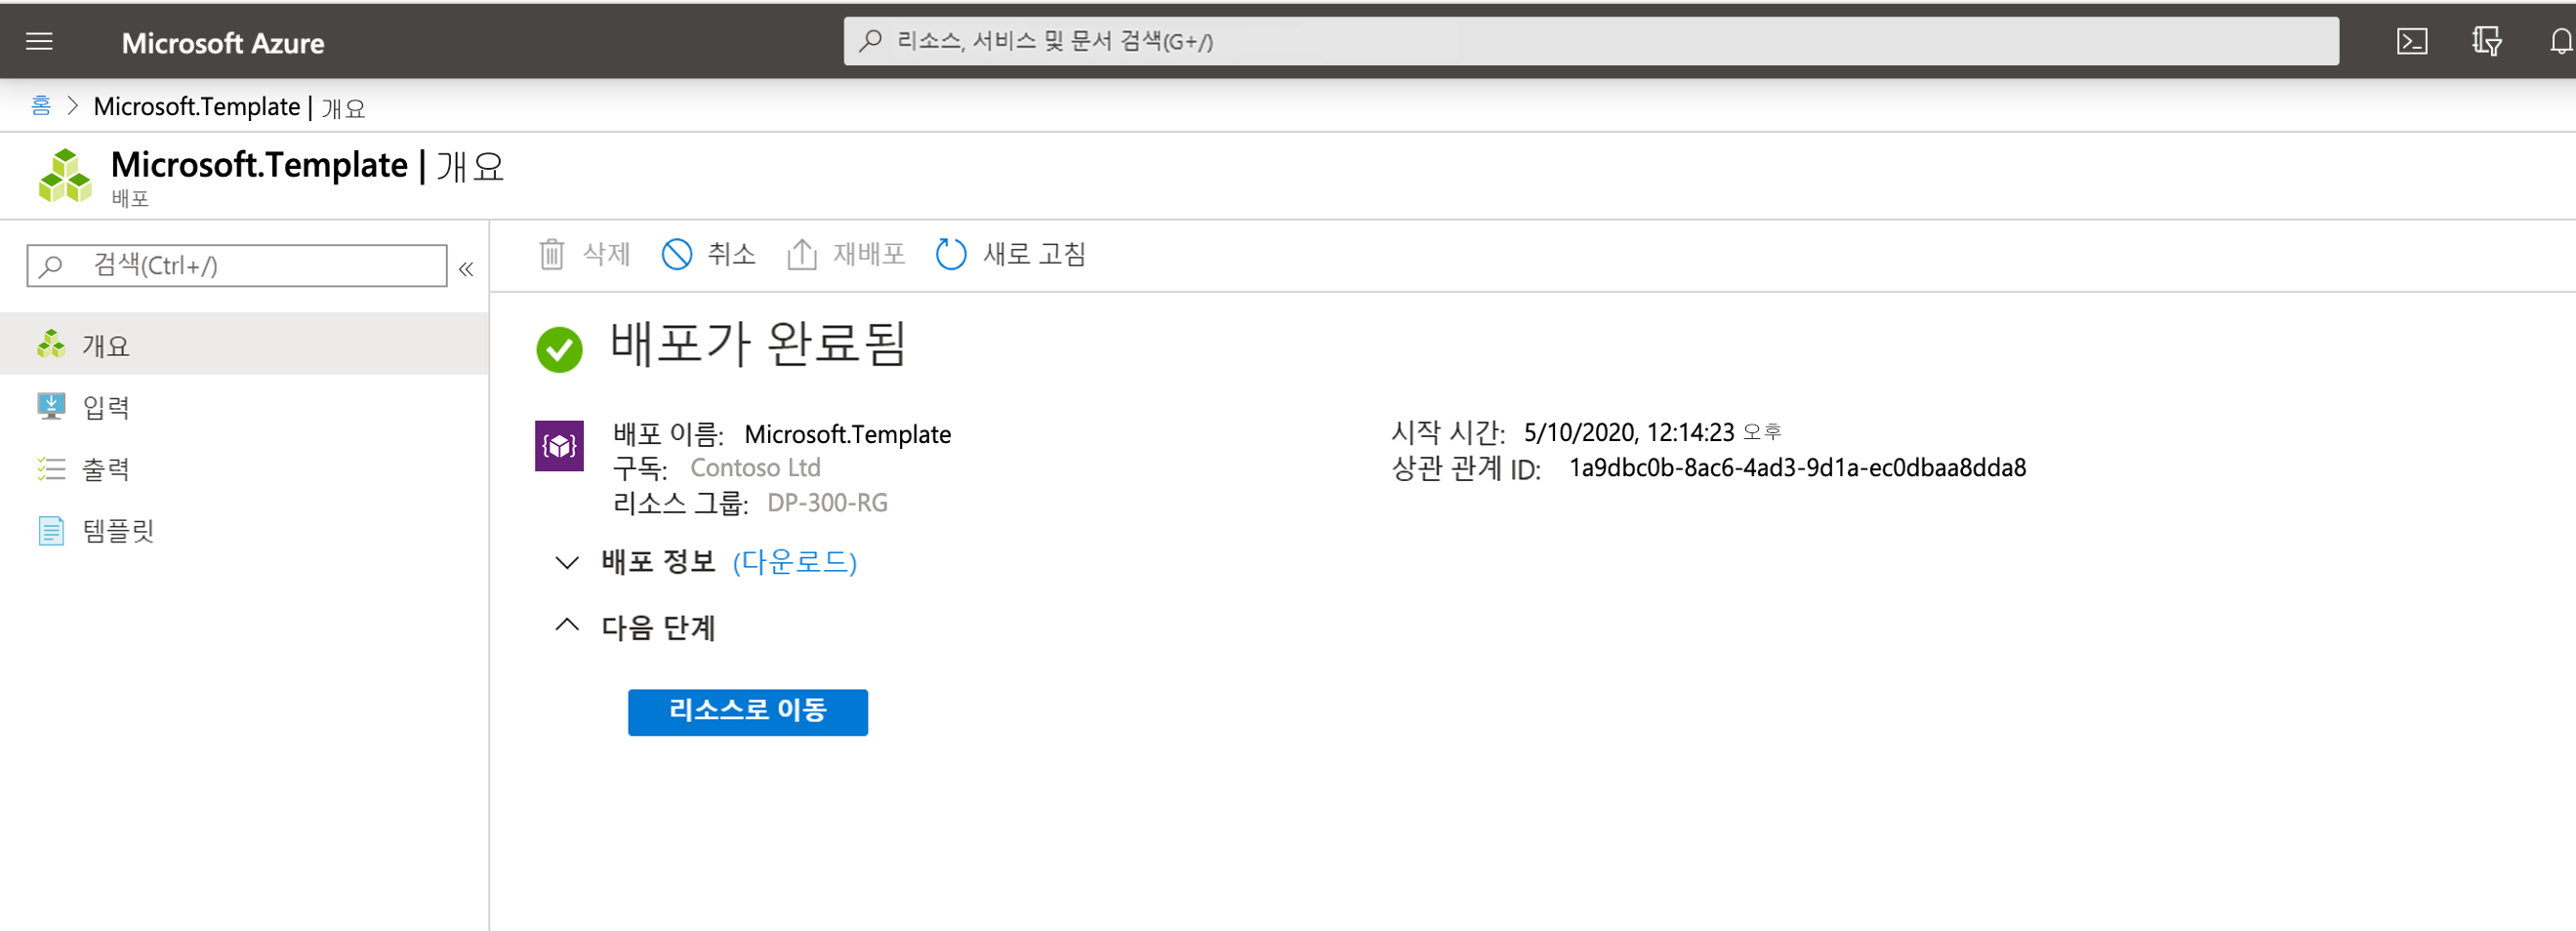 Microsoft Azure
리소스, 서비스 및 문서 검색(G+/)
홈 > Microsoft.Template | 개요
Microsoft.Template | 개요
배포
검색(Ctrl+/)
«
개요
입력
출력
템플릿
삭제 취소 재배포 새로 고침
배포가 완료됨
배포 이름: Microsoft.Template
구독: Contoso Ltd
리소스 그룹: DP-300-RG
시작 시간: 5/10/2020, 12:14:23 오후
상관 관계 ID: 1a9dbc0b-8ac6-4ad3-9d1a-ec0dbaa8dda8
배포 정보 (다운로드)
다음 단계
리소스로 이동